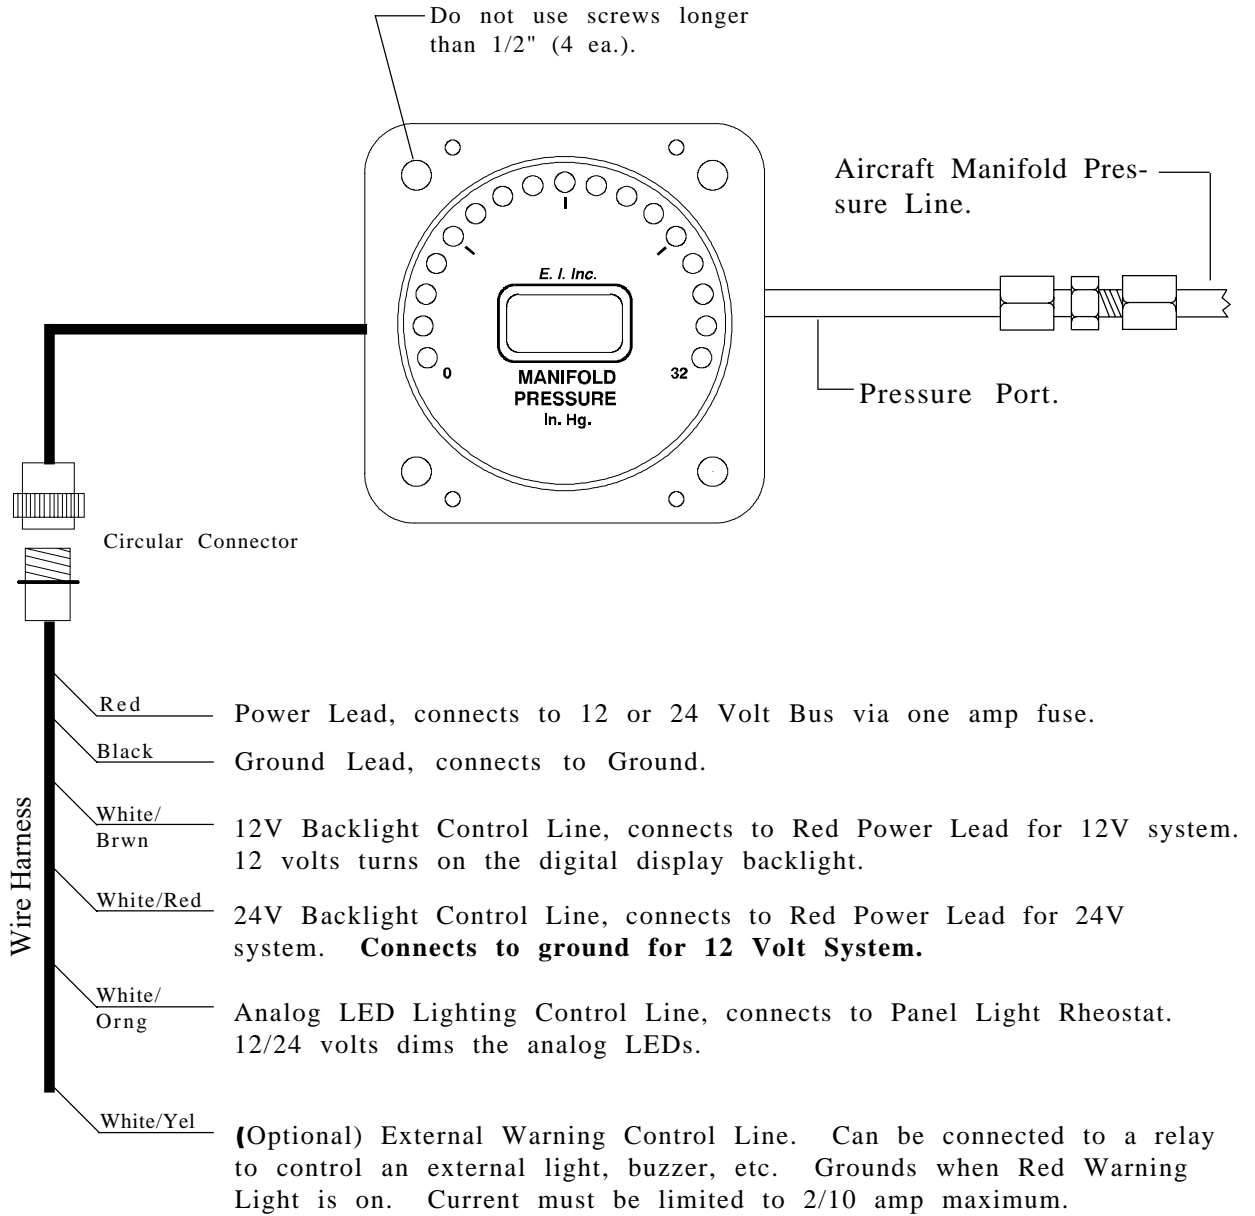 Do not use screws longer
than 1/2" (4 ea.).
Aircraft Manifold Pres-
sure Line.
E. I. Inc.
0
32
MANIFOLD
PRESSURE
In. Hg.
Pressure Port.
Circular Connector
Wire Harness
Red
Power Lead, connects to 12 or 24 Volt Bus via one amp fuse.
Black
Ground Lead, connects to Ground.
White/
Brwn
12V Backlight Control Line, connects to Red Power Lead for 12V system.
12 volts turns on the digital display backlight.
White/Red
24V Backlight Control Line, connects to Red Power Lead for 24V
system. Connects to ground for 12 Volt System.
White/
Orng
Analog LED Lighting Control Line, connects to Panel Light Rheostat.
12/24 volts dims the analog LEDs.
White/Yel
(Optional) External Warning Control Line. Can be connected to a relay
to control an external light, buzzer, etc. Grounds when Red Warning
Light is on. Current must be limited to 2/10 amp maximum.